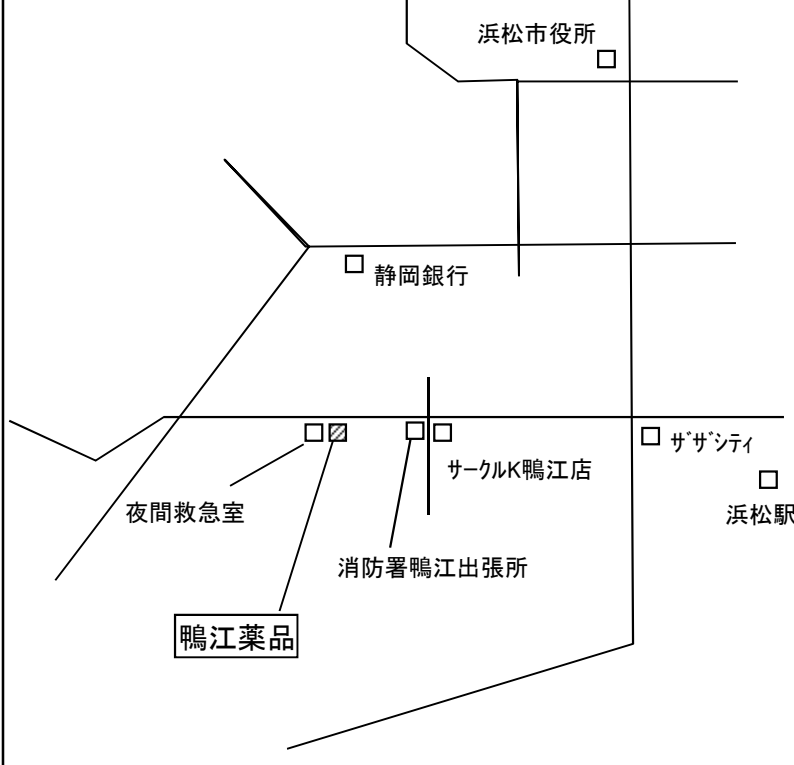 浜松市役所
静岡銀行
ｻﾞｻﾞｼﾃｨ
サークルK鴨江店
夜間救急室
浜松駅
消防署鴨江出張所
鴨江薬品